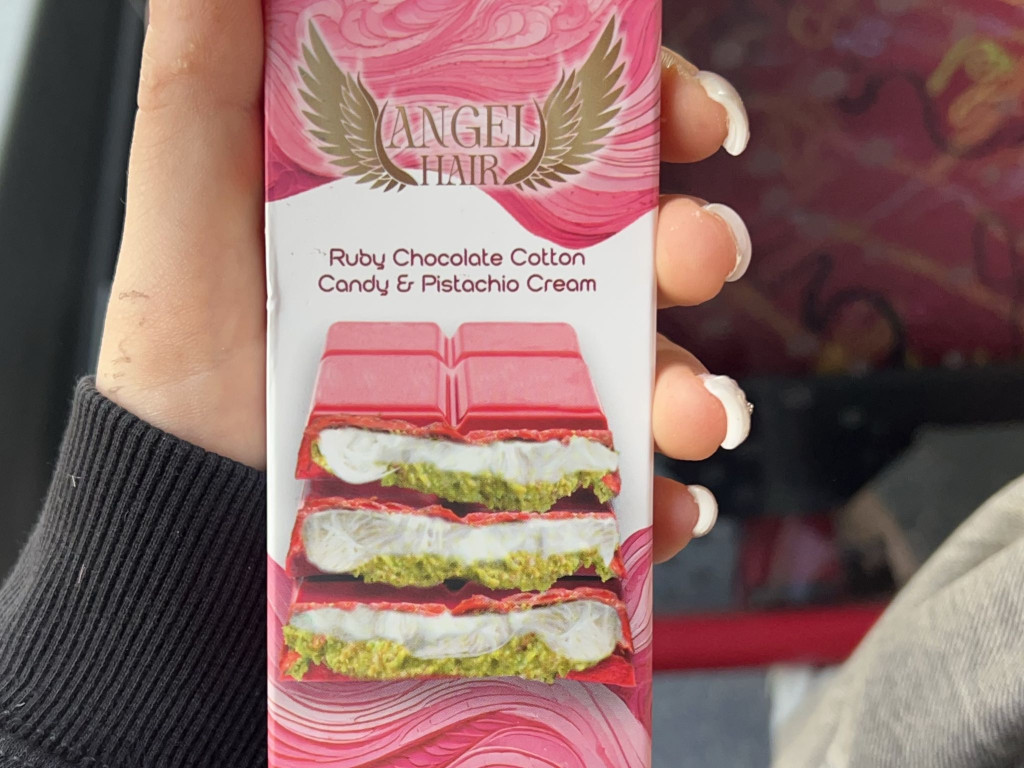 ANGEL
HAIR
Ruby Chocolate Cotton
Candy & Pistachio Cream